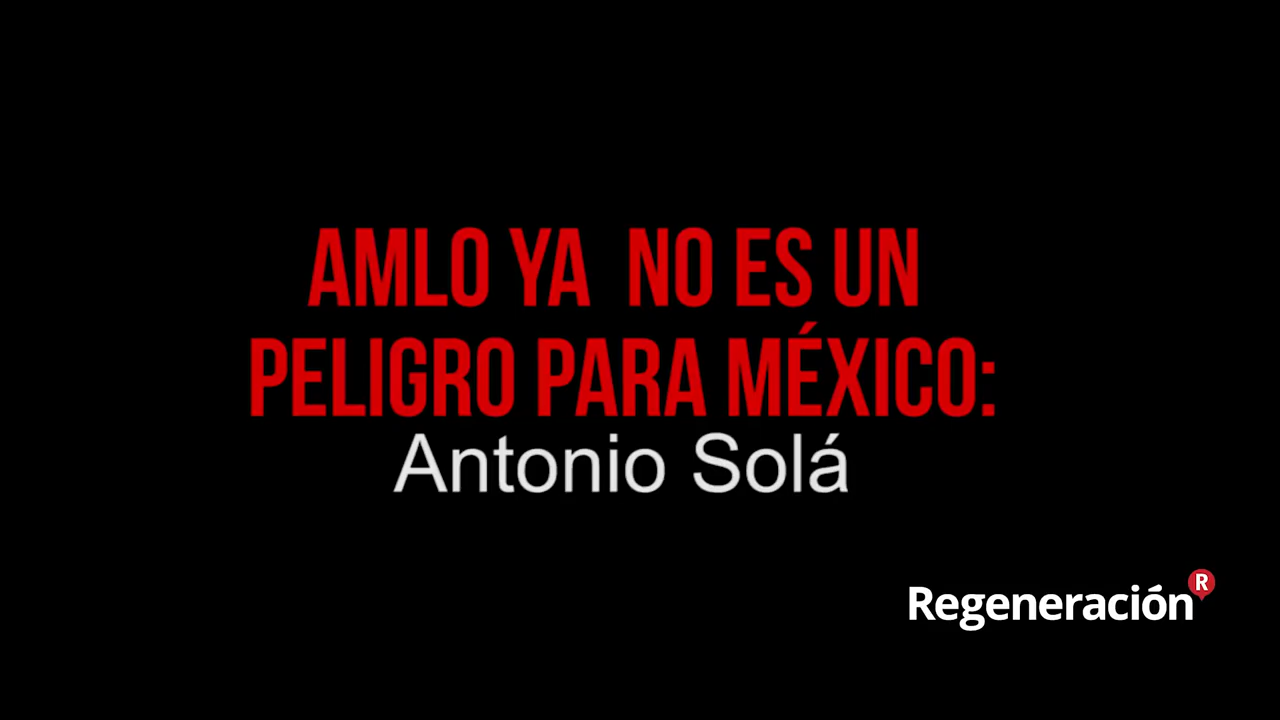 AMLO YA NO ES UN
PELIGRO PARA MÉXICO:
Antonio Solá
Regeneración R